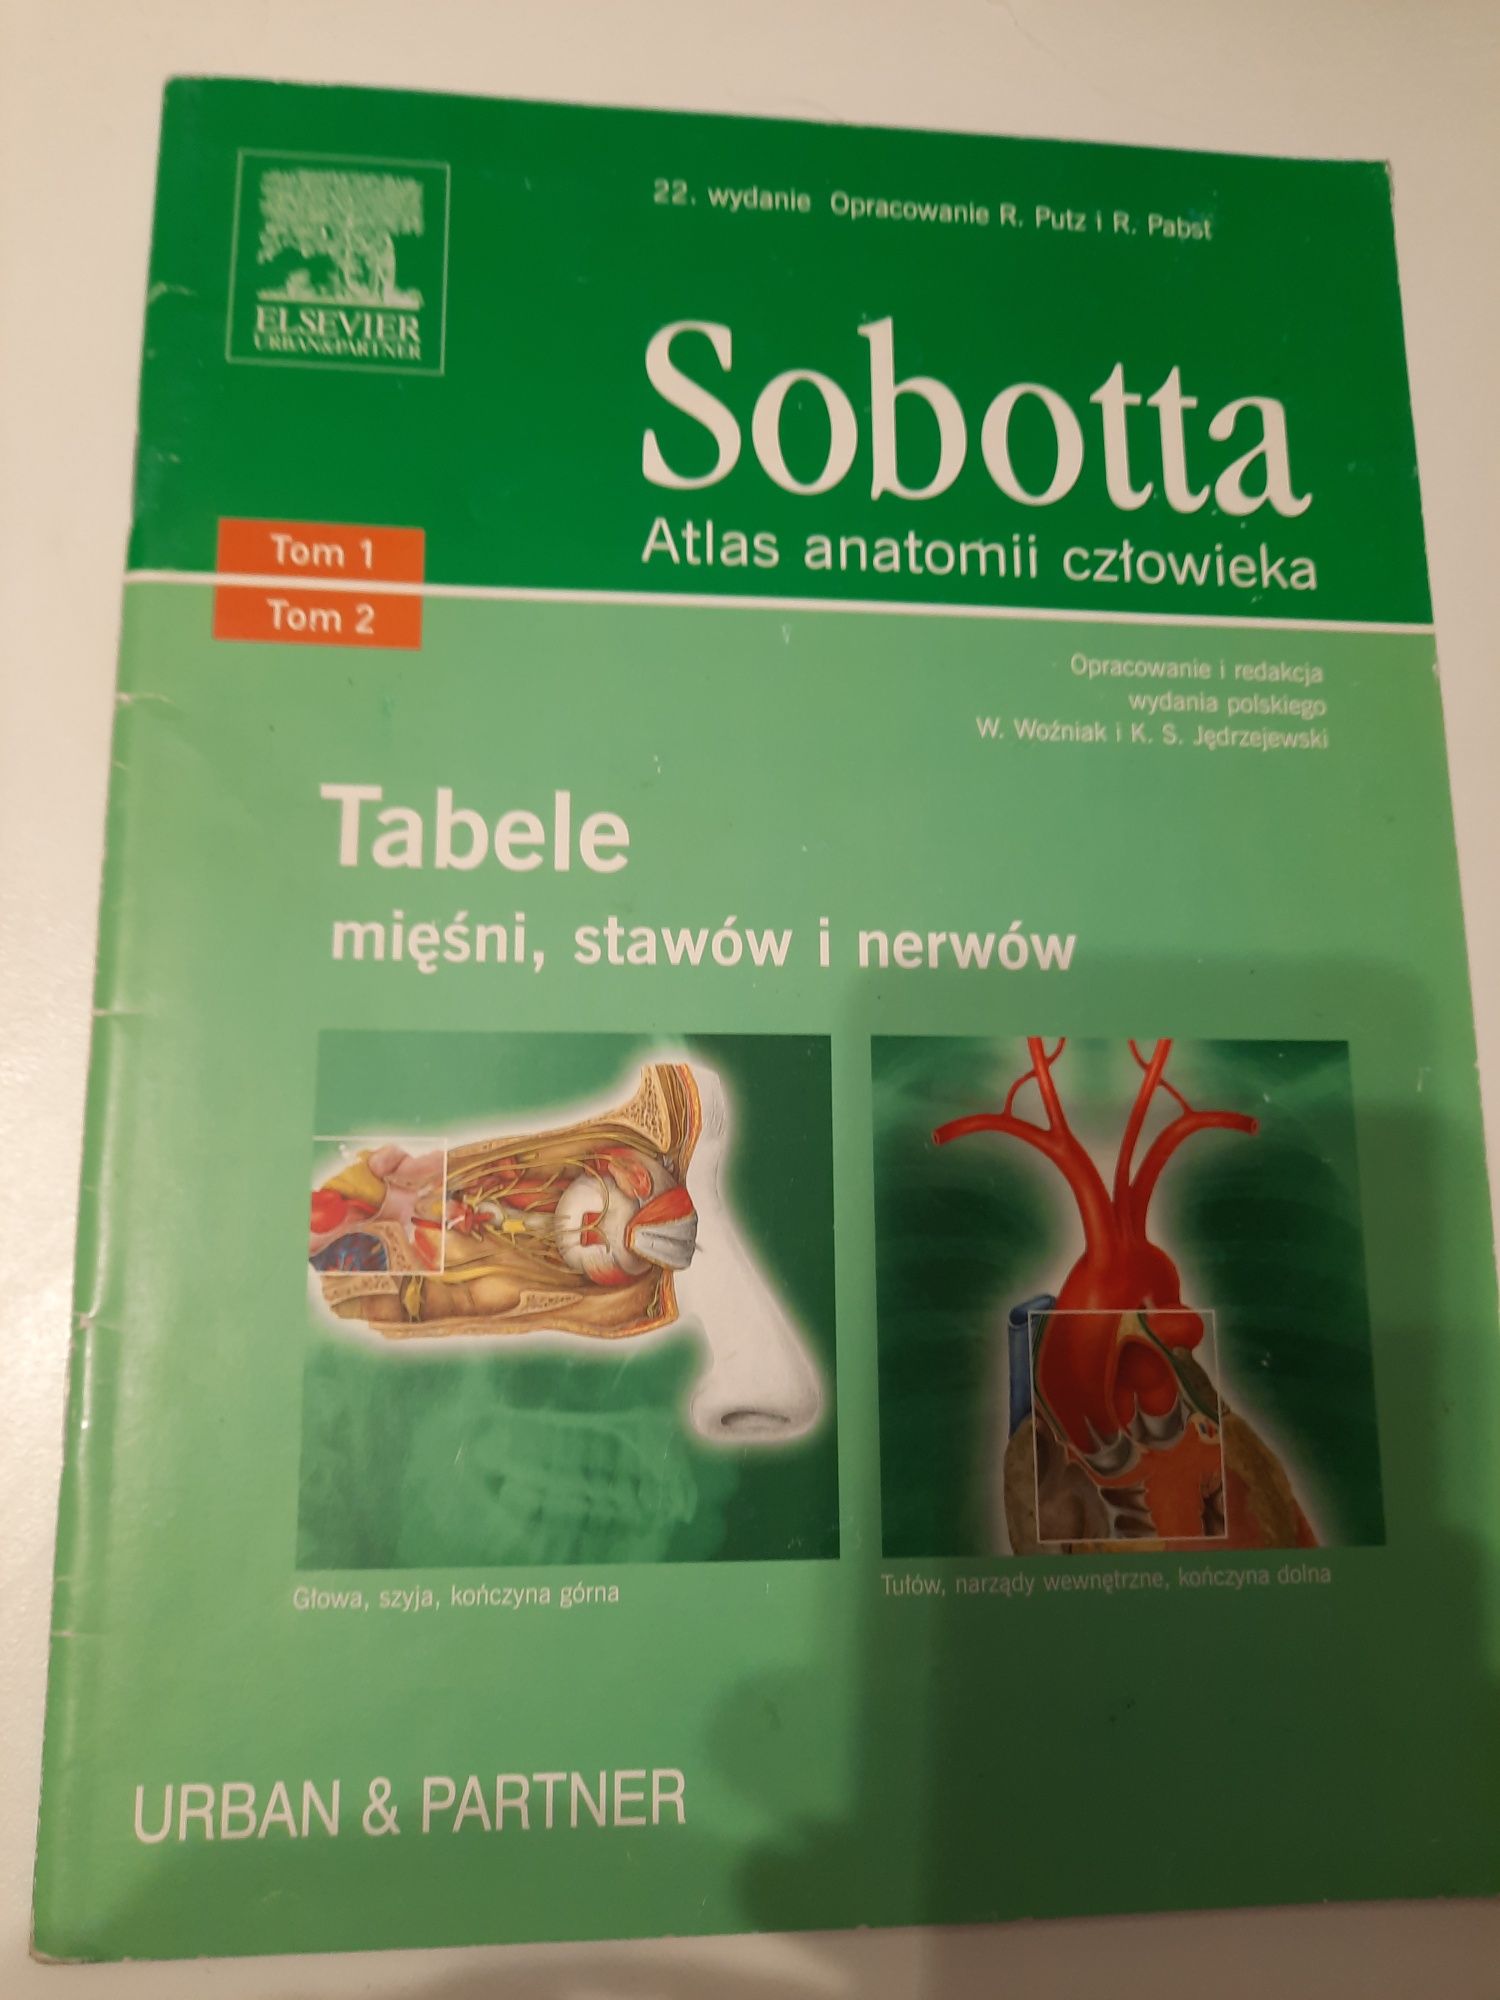 22. wydanie Opracowanie R. Putz i R. Pabst
ELSEVIER
URBAN&PARTNER
Sobotta
Atlas anatomii człowieka
Tom 1
Tom 2
Opracowanie i redakcja
wydania polskiego
W. Woźniak i K. S. Jędrzejewski
Tabele
mięśni, stawów i nerwów
Głowa, szyja, kończyna górna
Tułów, narządy wewnętrzne, kończyna dolna
URBAN & PARTNER